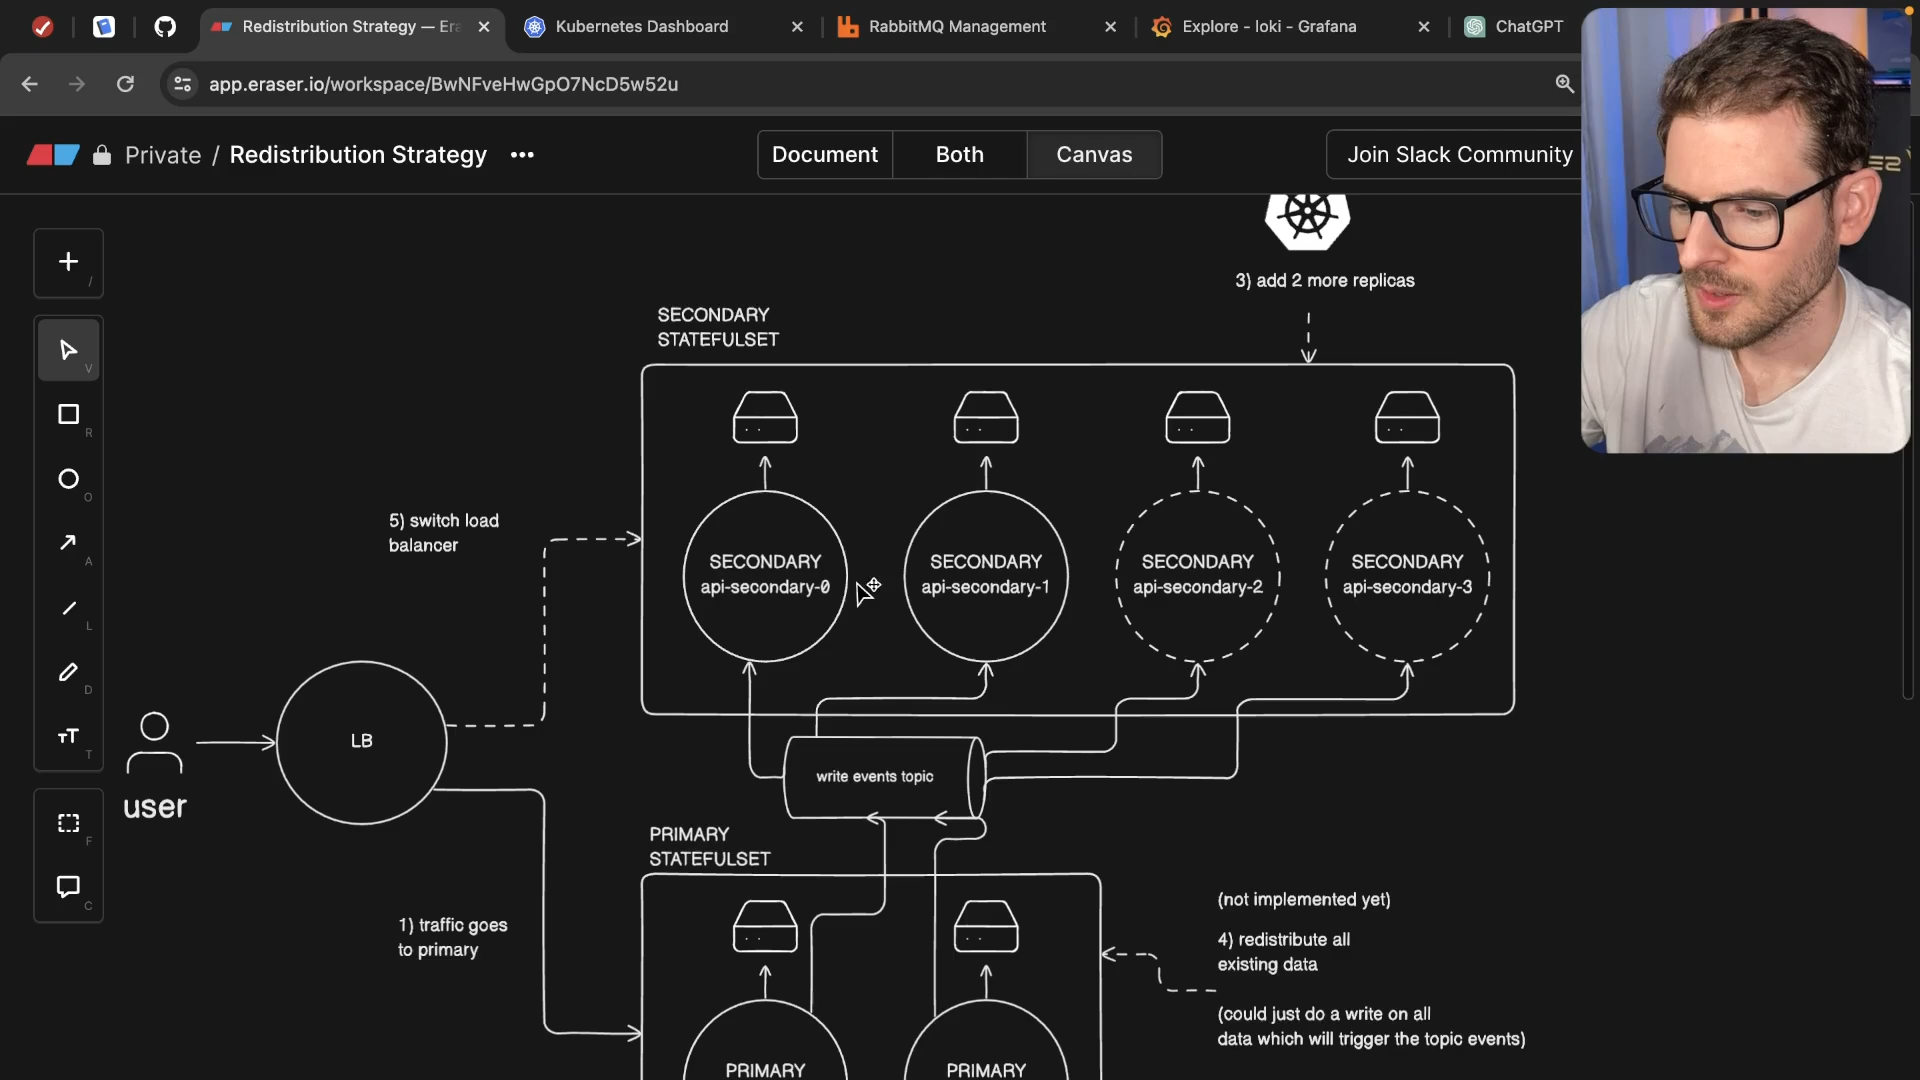 Redistribution Strategy — Era
Kubernetes Dashboard
RabbitMQ Management
Explore - loki - Grafana
ChatGPT
app.eraser.io/workspace/BwNFveHwGpO7NcD5w52u
Private / Redistribution Strategy •••
Document
Both
Canvas
Join Slack Community
/
V
R
O
A
L
D
T
F
C
3) add 2 more replicas
SECONDARY
STATEFULSET
5) switch load
balancer
SECONDARY
api-secondary-0
SECONDARY
api-secondary-1
SECONDARY
api-secondary-2
SECONDARY
api-secondary-3
LB
user
write events topic
PRIMARY
STATEFULSET
1) traffic goes
to primary
(not implemented yet)
4) redistribute all
existing data
(could just do a write on all
data which will trigger the topic events)
PRIMARY
PRIMARY